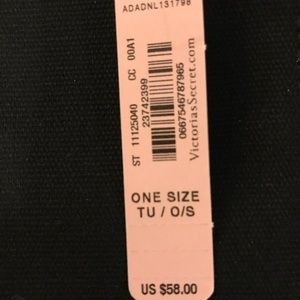 ADADNL131798
ST 11125040 CC 00A1
23742399
0667546787965
VictoriasSecret.com
ONE SIZE
TU / O/S
US $58.00